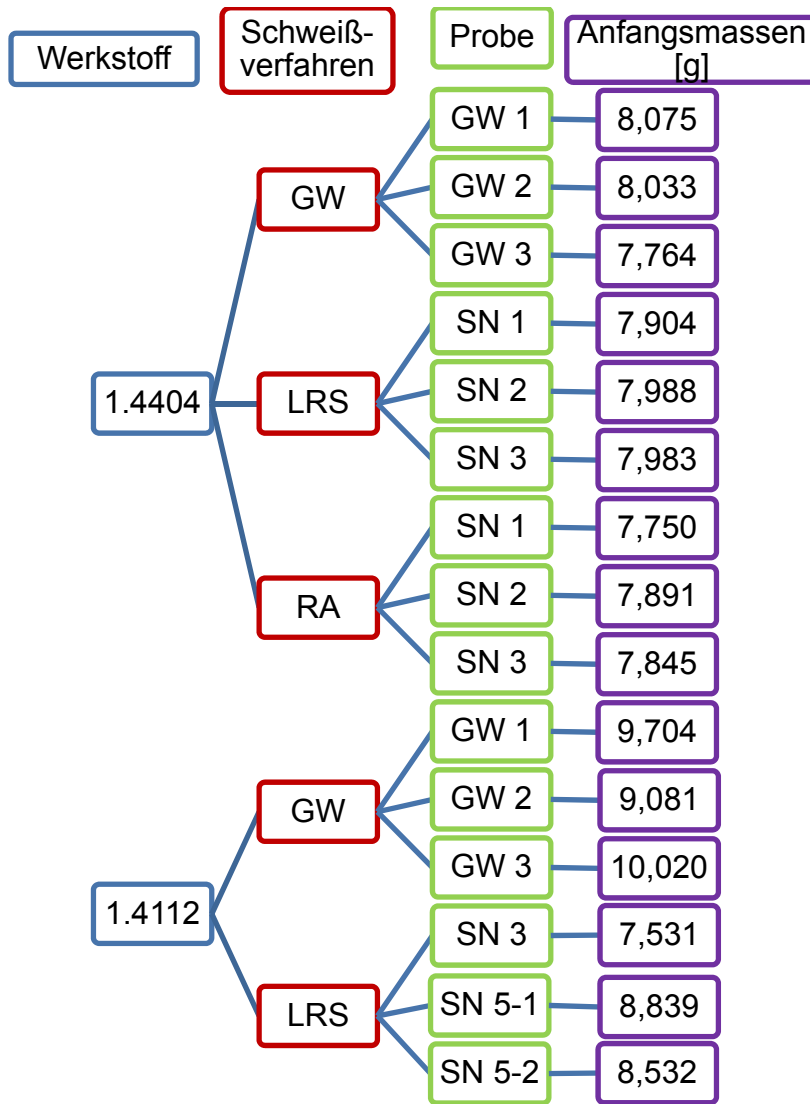 Werkstoff
Schweiß-
verfahren
Probe
Anfangsmassen
[g]
1.4404
GW
GW 1
8,075
GW 2
8,033
GW 3
7,764
LRS
SN 1
7,904
SN 2
7,988
SN 3
7,983
RA
SN 1
7,750
SN 2
7,891
SN 3
7,845
1.4112
GW
GW 1
9,704
GW 2
9,081
GW 3
10,020
LRS
SN 3
7,531
SN 5-1
8,839
SN 5-2
8,532